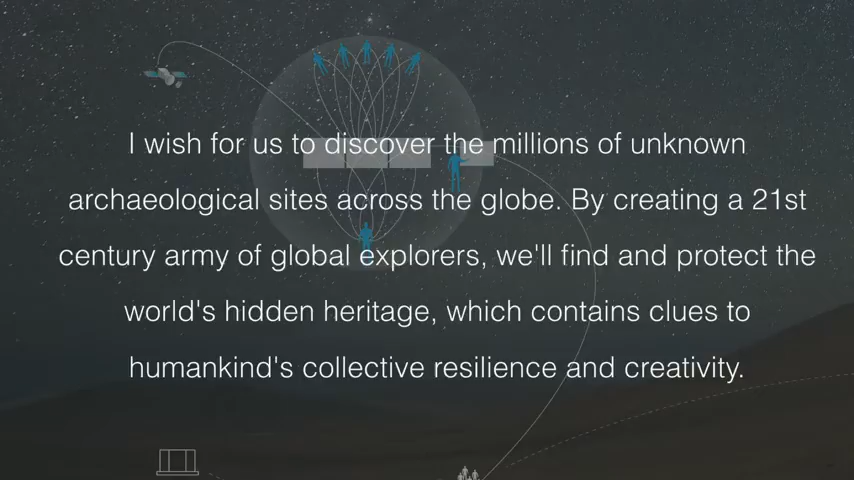 I wish for us to discover the millions of unknown
archaeological sites across the globe. By creating a 21st
century army of global explorers, we'll find and protect the
world's hidden heritage, which contains clues to
humankind's collective resilience and creativity.